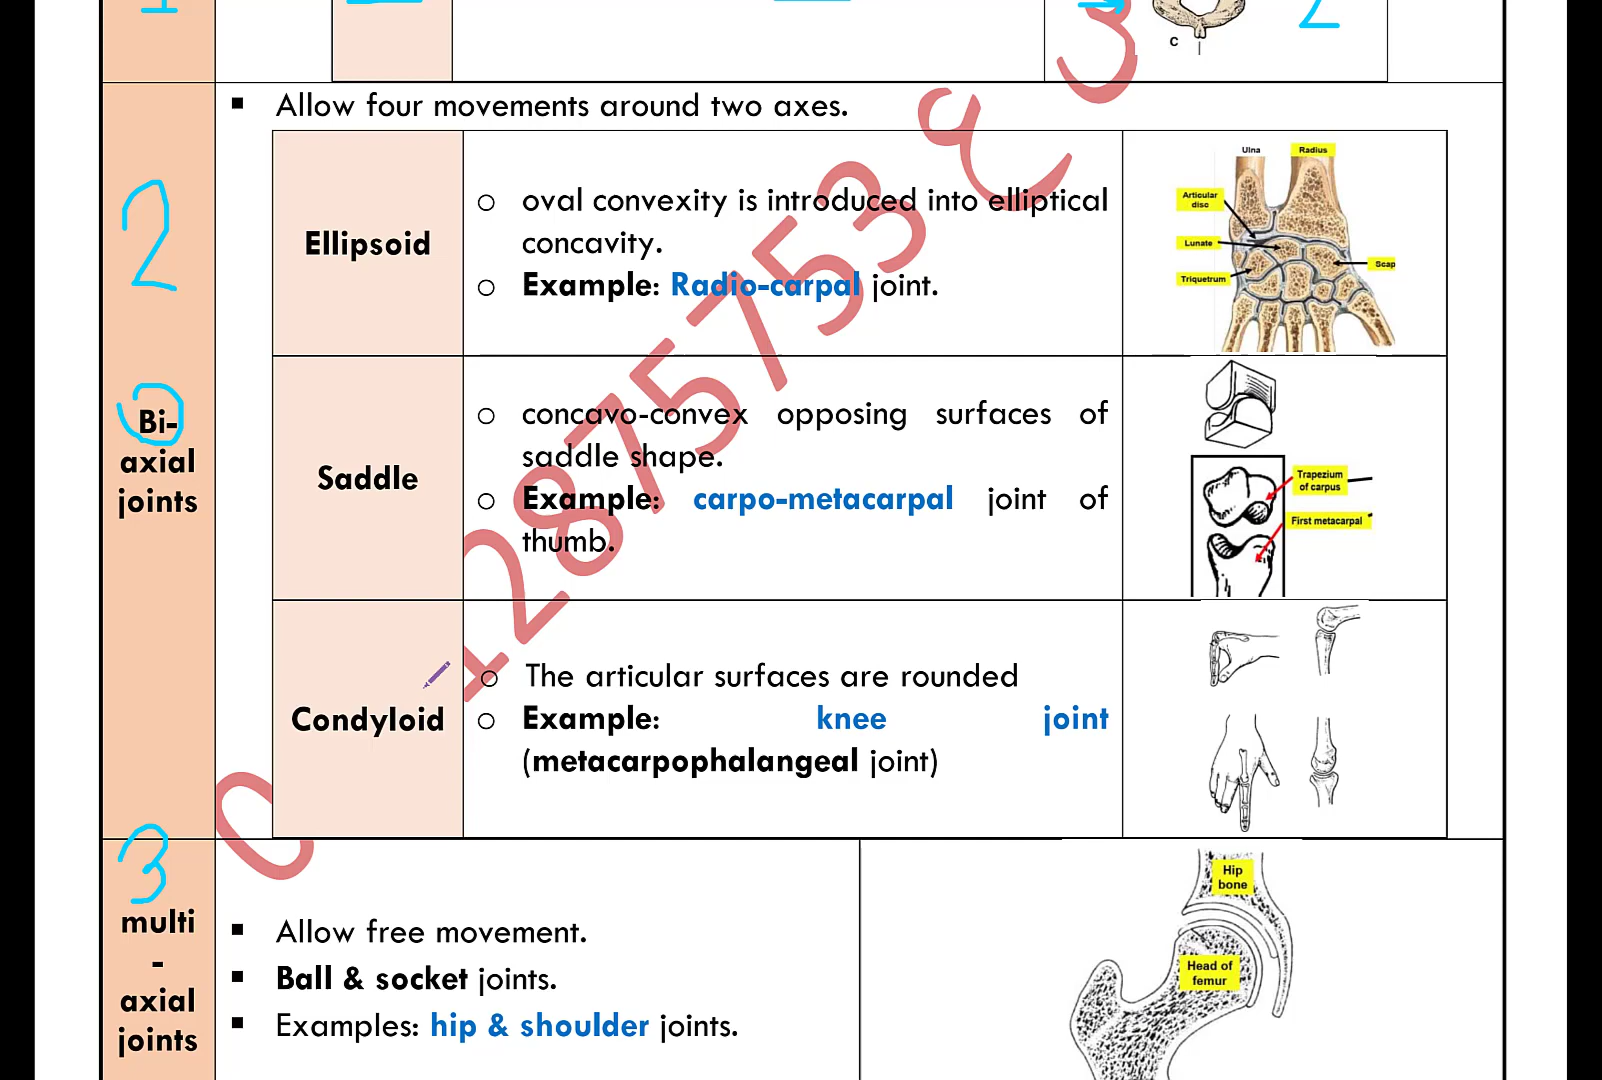 1
2
C
▪ Allow four movements around two axes.
2
Bi-
axial
joints
Ellipsoid
o oval convexity is introduced into elliptical
concavity.
o Example: Radio-carpal joint.
Ulna
Radius
Articular
disc
Lunate
Triquetrum
Scap
Saddle
o concavo-convex opposing surfaces of
saddle shape.
o Example: carpo-metacarpal joint of
thumb.
Trapezium
of carpus
First metacarpal
Condyloid
o The articular surfaces are rounded
o Example: knee joint
(metacarpophalangeal joint)
3
multi
-
axial
joints
▪ Allow free movement.
▪ Ball & socket joints.
▪ Examples: hip & shoulder joints.
Hip
bone
Head of
femur